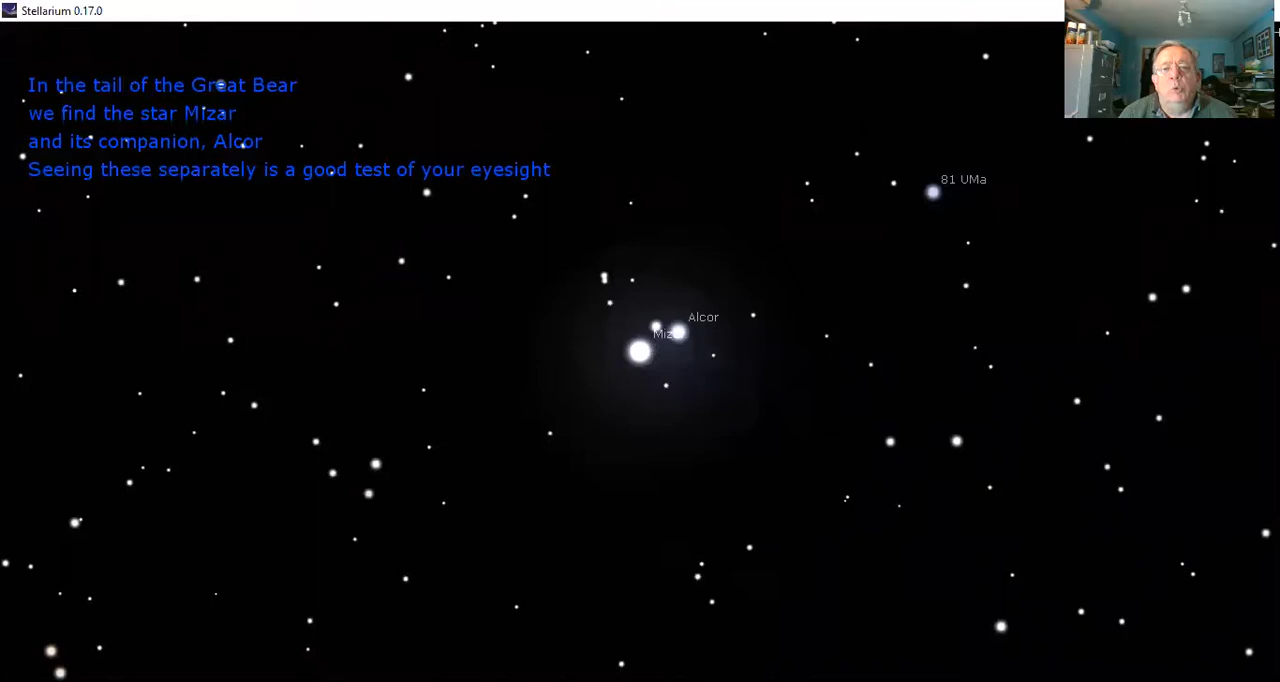 Stellarium 0.17.0
In the tail of the Great Bear
we find the star Mizar
and its companion, Alcor
Seeing these separately is a good test of your eyesight
81 UMa
Alcor